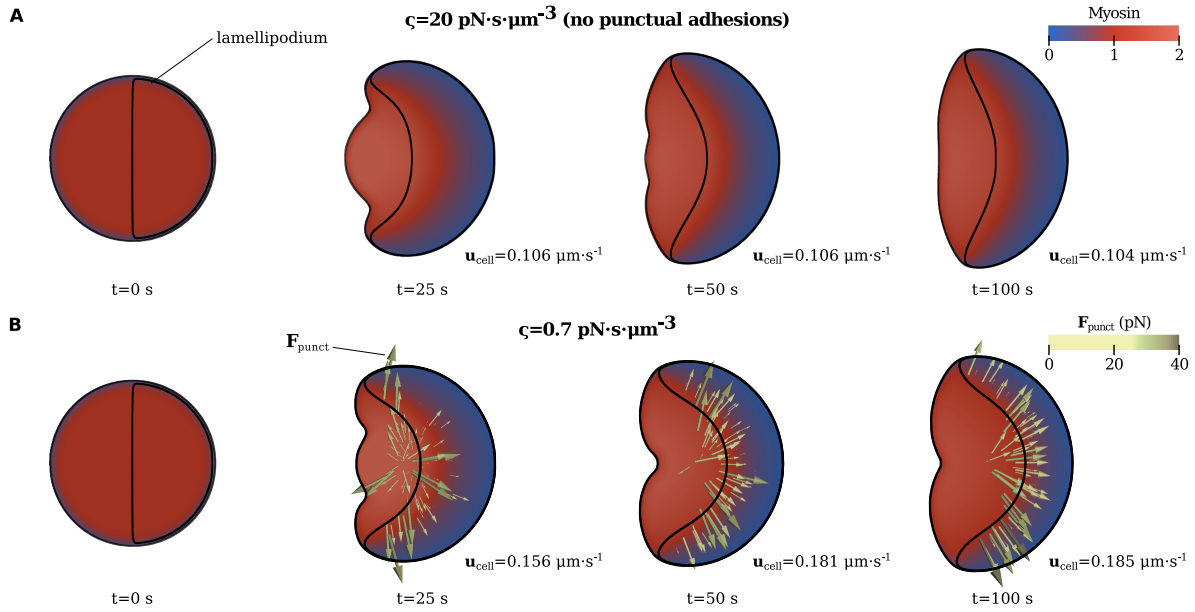 A
ς=20 pN·s·μm-3 (no punctual adhesions)
Myosin
0 1 2
lamellipodium
ucell=0.106 μm·s-1
ucell=0.106 μm·s-1
ucell=0.104 μm·s-1
t=0 s
t=25 s
t=50 s
t=100 s
B
ς=0.7 pN·s·μm-3
Fpunct (pN)
0 20 40
Fpunct
ucell=0.156 μm·s-1
ucell=0.181 μm·s-1
ucell=0.185 μm·s-1
t=0 s
t=25 s
t=50 s
t=100 s